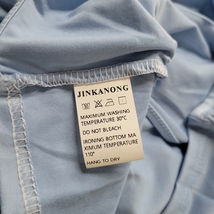 JINKANONG
MAXIMUM WASHING
TEMPERATURE 30°C
DO NOT BLEACH
IRONING BOTTOM MA
XIMUM TEMPERATURE
110°
HANG TO DRY